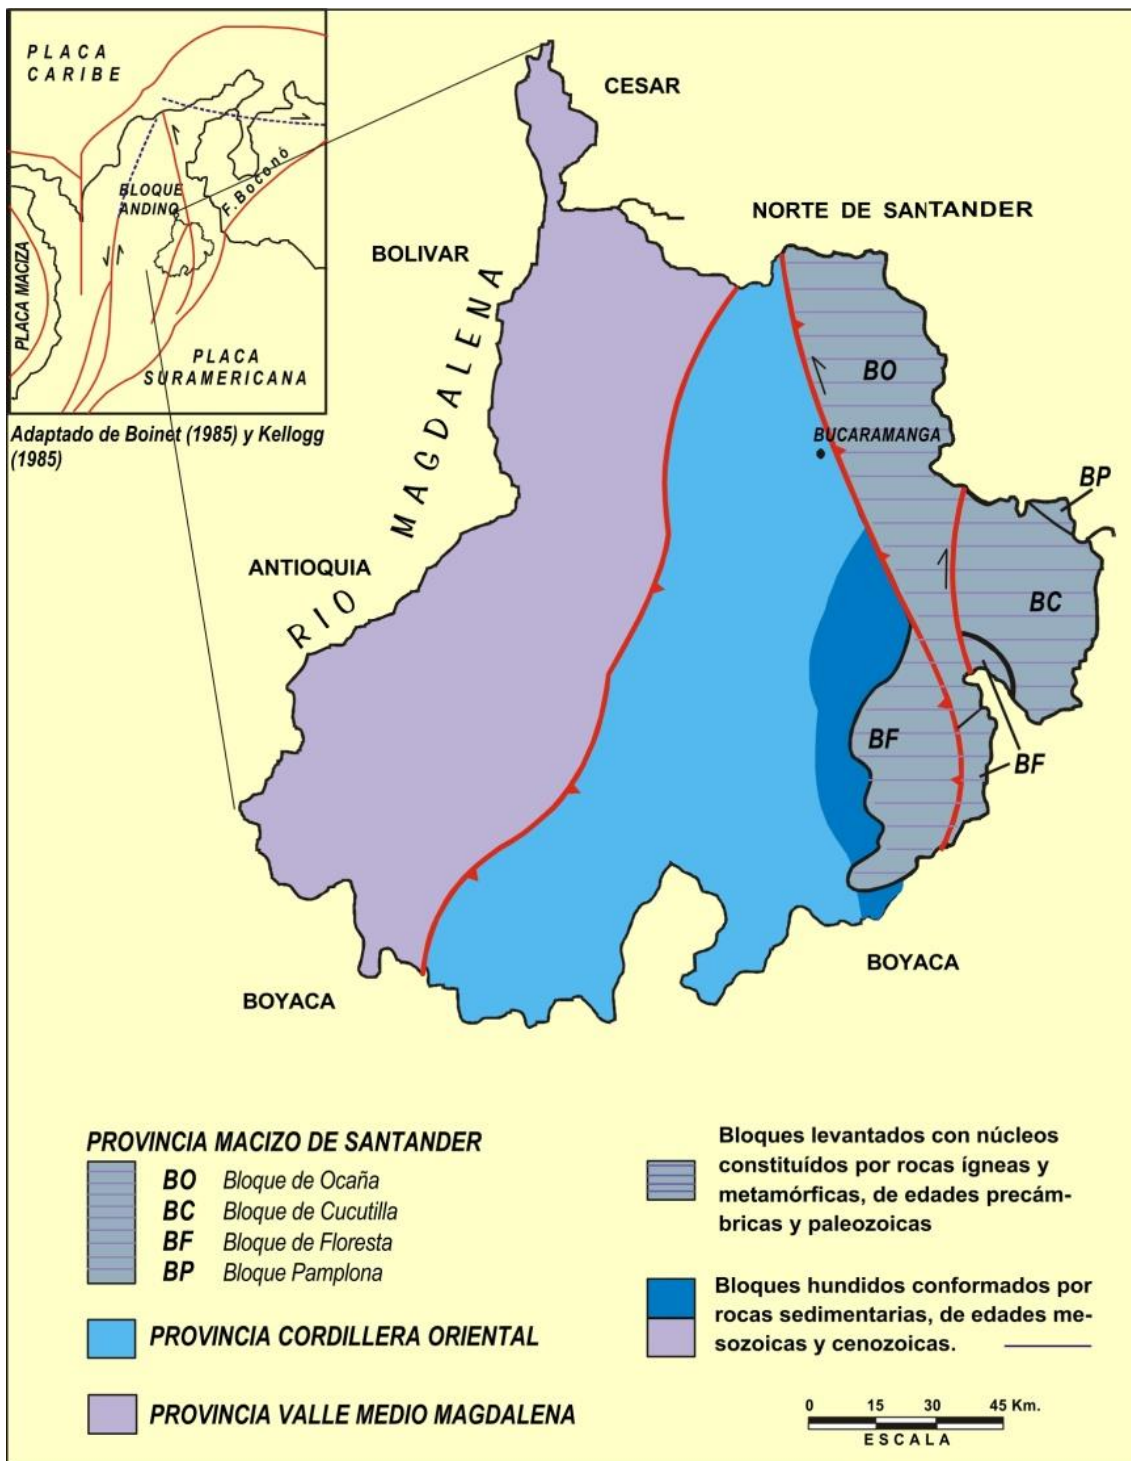 PLACA
CARIBE
BLOQUE
ANDINO
F. Boconó
PLACA MACIZA
PLACA
SURAMERICANA
Adaptado de Boinet (1985) y Kellogg
(1985)
CESAR
NORTE DE SANTANDER
BOLIVAR
RIO MAGDALENA
ANTIOQUIA
BO
BUCARAMANGA
BP
BC
BF
BF
BOYACA
BOYACA
PROVINCIA MACIZO DE SANTANDER
BO Bloque de Ocaña
BC Bloque de Cucutilla
BF Bloque de Floresta
BP Bloque Pamplona
PROVINCIA CORDILLERA ORIENTAL
PROVINCIA VALLE MEDIO MAGDALENA
Bloques levantados con núcleos
constituídos por rocas ígneas y
metamórficas, de edades precám-
bricas y paleozoicas
Bloques hundidos conformados por
rocas sedimentarias, de edades me-
sozoicas y cenozoicas.
0 15 30 45 Km.
ESCALA